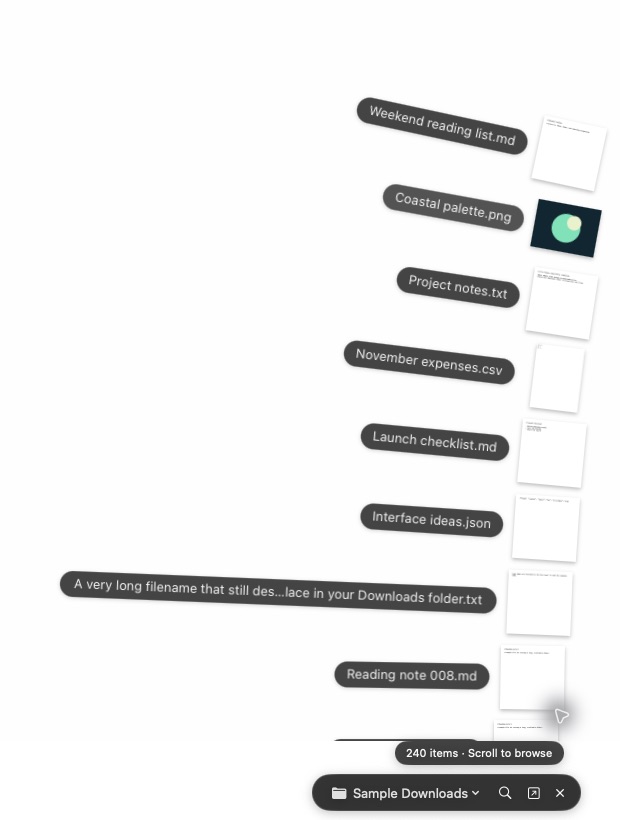 Weekend reading list.md
Coastal palette.png
Project notes.txt
November expenses.csv
Launch checklist.md
Interface ideas.json
A very long filename that still des...lace in your Downloads folder.txt
Reading note 008.md
240 items · Scroll to browse
Sample Downloads